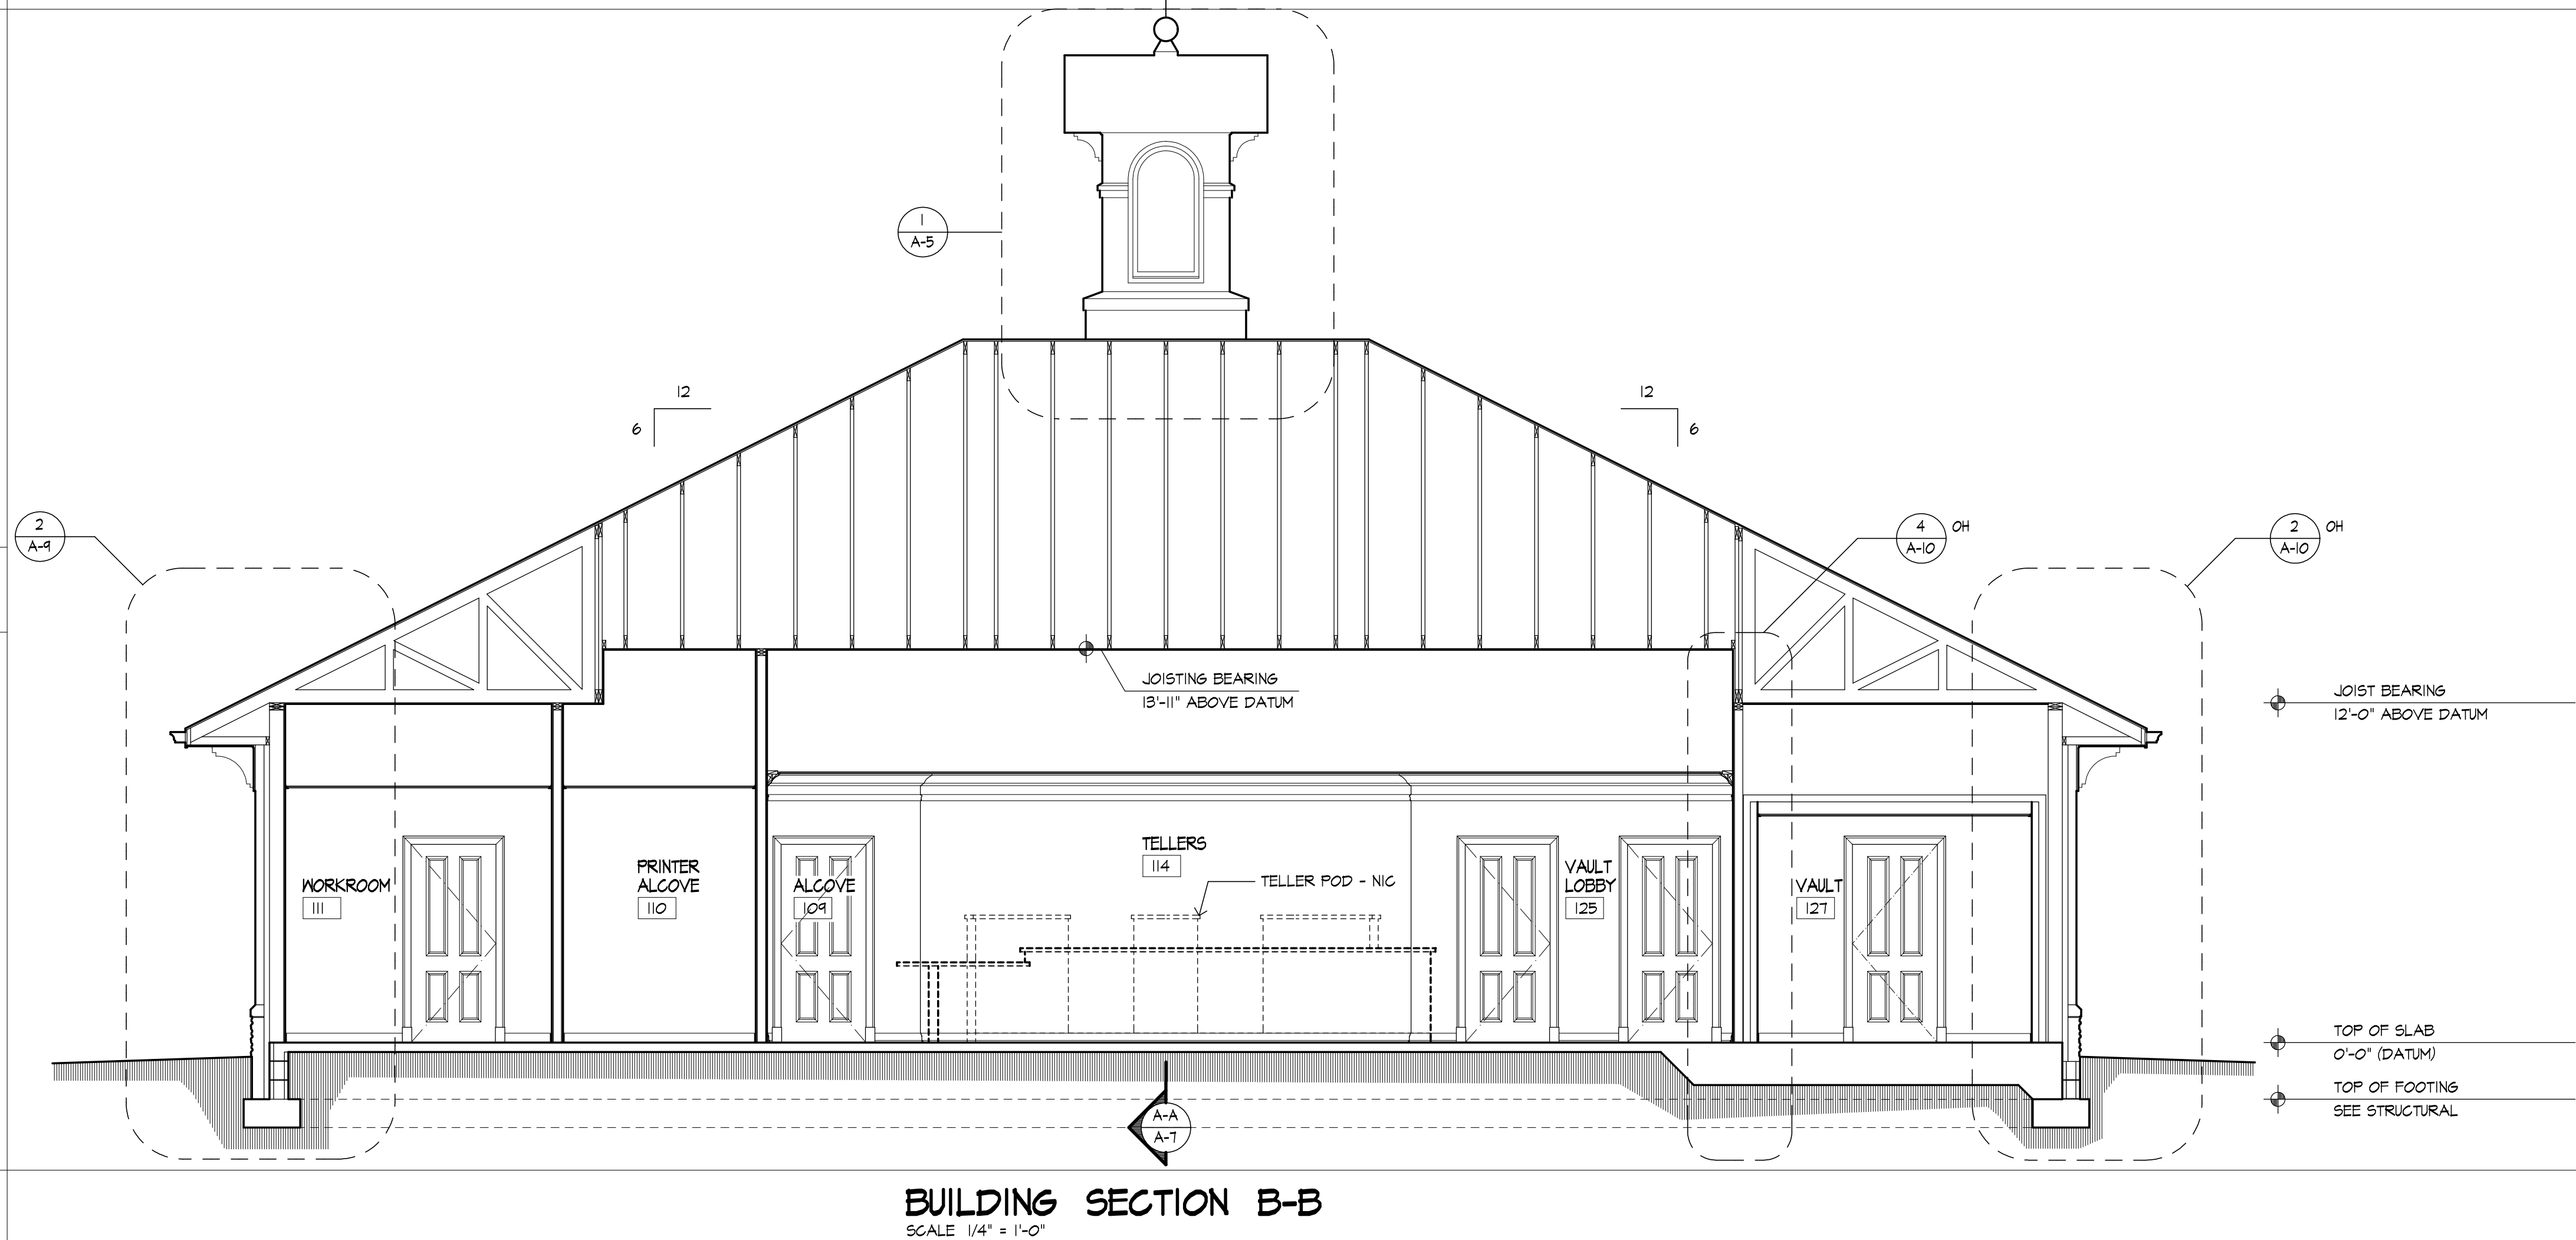 1
A-5
12
6
12
6
2
A-9
4
A-10
OH
2
A-10
OH
JOISTING BEARING
13'-11" ABOVE DATUM
JOIST BEARING
12'-0" ABOVE DATUM
WORKROOM
111
PRINTER
ALCOVE
110
ALCOVE
109
TELLERS
114
TELLER POD - NIC
VAULT
LOBBY
125
VAULT
127
TOP OF SLAB
0'-0" (DATUM)
TOP OF FOOTING
SEE STRUCTURAL
A-A
A-7
BUILDING SECTION B-B
SCALE 1/4" = 1'-0"